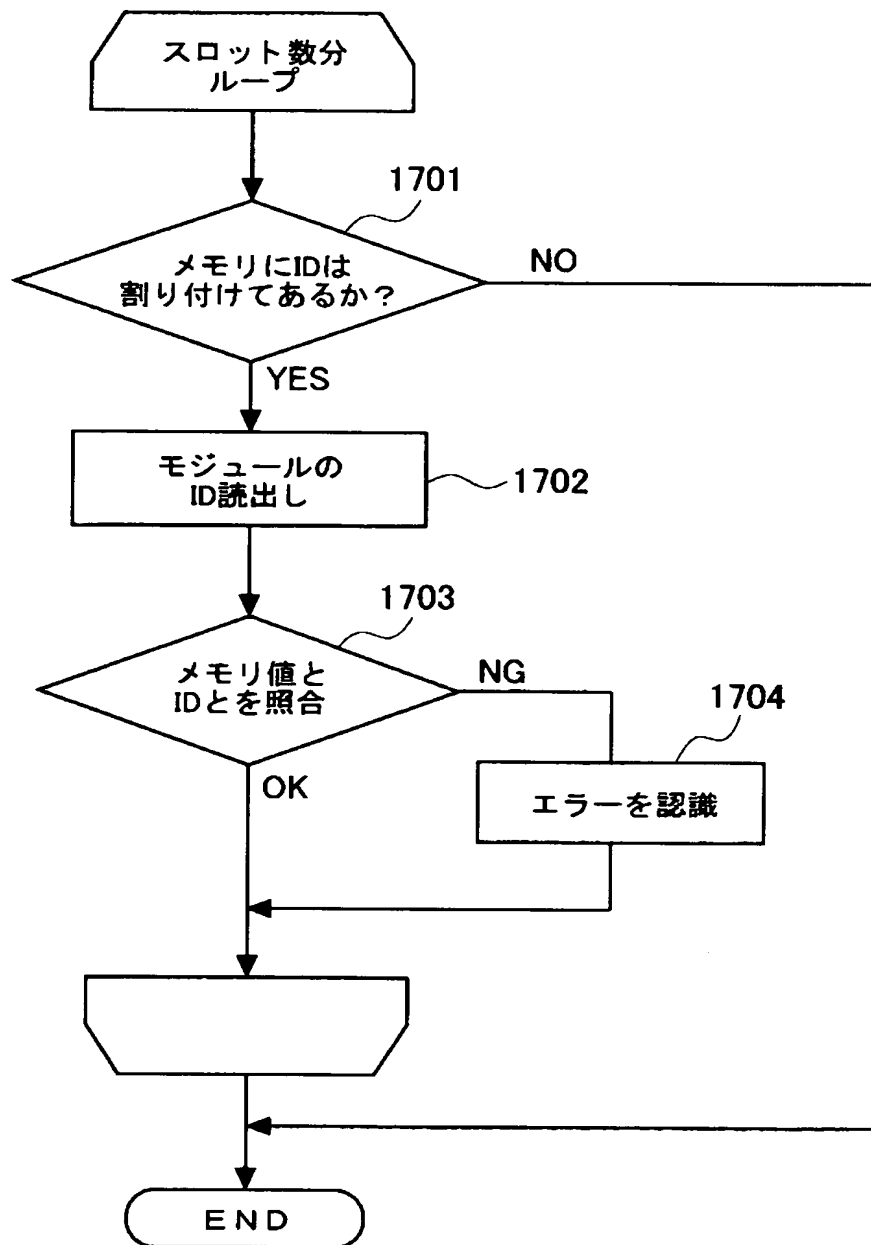 スロット数分
ループ
1701
メモリにIDは
割り付けてあるか？
NO
YES
モジュールの
ID読出し
1702
1703
メモリ値と
IDとを照合
NG
1704
OK
エラーを認識
END